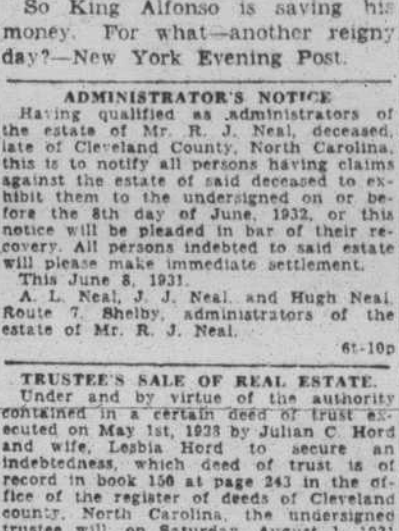 So King Alfonso is saving his
money. For what—another reigny
day?—New York Evening Post.
ADMINISTRATOR'S NOTICE
Having qualified as administrators of
the estate of Mr. R. J. Neal, deceased,
late of Cleveland County, North Carolina,
this is to notify all persons having claims
against the estate of said deceased to ex-
hibit them to the undersigned on or be-
fore the 8th day of June, 1932, or this
notice will be pleaded in bar of their re-
covery. All persons indebted to said estate
will please make immediate settlement.
This June 8, 1931.
A. L. Neal, J. J. Neal and Hugh Neal
Route 7, Shelby, administrators of the
estate of Mr. R. J. Neal.
6t-10p
TRUSTEE'S SALE OF REAL ESTATE.
Under and by virtue of the authority
contained in a certain deed of trust ex-
ecuted on May 1st, 1928 by Julian C. Hord
and wife, Lesbia Hord to secure an
indebtedness, which deed of trust is of
record in book 150 at page 243 in the of-
fice of the register of deeds of Cleveland
county, North Carolina, the undersigned
trustee will on Saturday, August 1, 1931